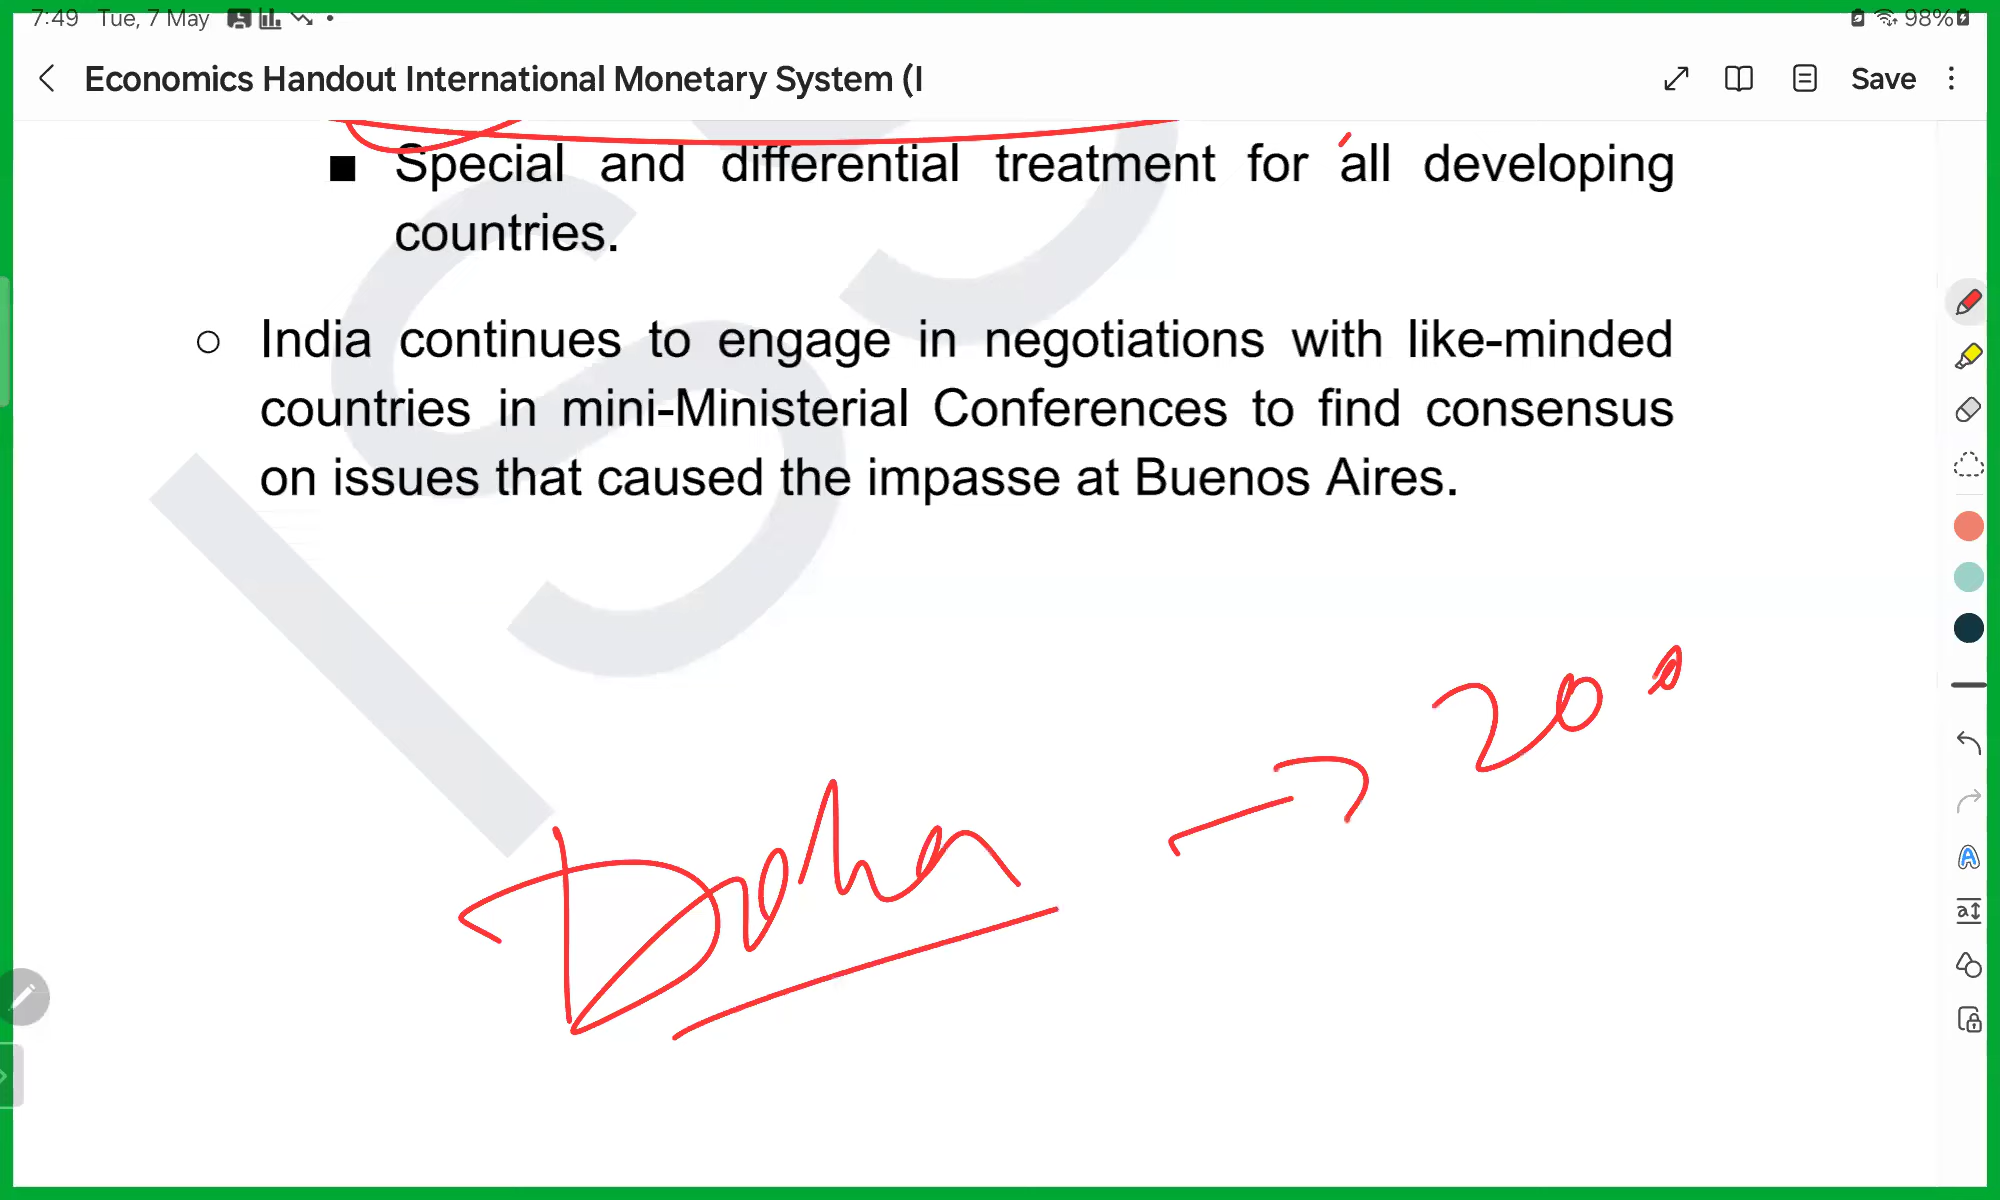 7:49 Tue, 7 May 98%
Economics Handout International Monetary System (I
Save
■ Special and differential treatment for all developing
countries.
○ India continues to engage in negotiations with like-minded
countries in mini-Ministerial Conferences to find consensus
on issues that caused the impasse at Buenos Aires.
Doha → 200